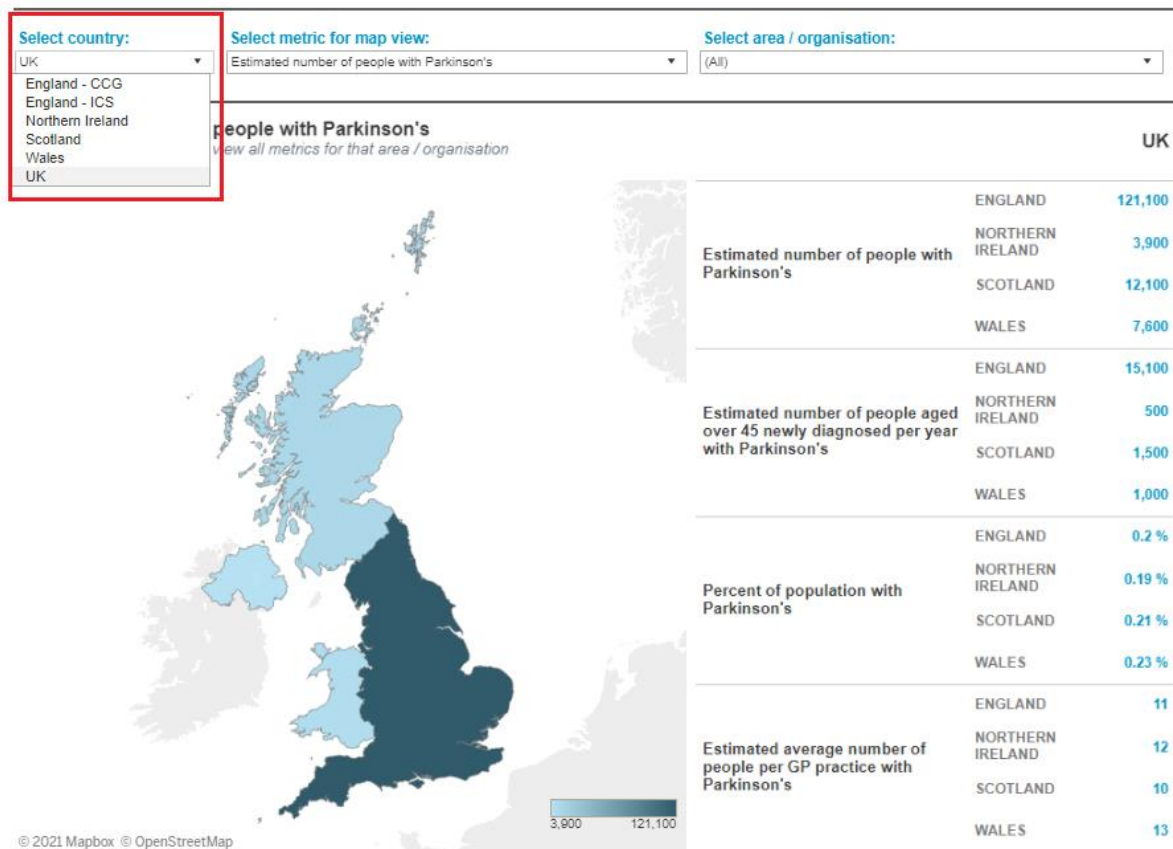 Select country:
Select metric for map view:
Select area / organisation:
UK
Estimated number of people with Parkinson's
(All)
England - CCG
England - ICS
Northern Ireland
Scotland
Wales
UK
people with Parkinson's
view all metrics for that area / organisation
UK
Estimated number of people with
Parkinson's
ENGLAND 121,100
NORTHERN
IRELAND 3,900
SCOTLAND 12,100
WALES 7,600
Estimated number of people aged
over 45 newly diagnosed per year
with Parkinson's
ENGLAND 15,100
NORTHERN
IRELAND 500
SCOTLAND 1,500
WALES 1,000
Percent of population with
Parkinson's
ENGLAND 0.2 %
NORTHERN
IRELAND 0.19 %
SCOTLAND 0.21 %
WALES 0.23 %
Estimated average number of
people per GP practice with
Parkinson's
ENGLAND 11
NORTHERN
IRELAND 12
SCOTLAND 10
WALES 13
3,900 121,100
© 2021 Mapbox © OpenStreetMap